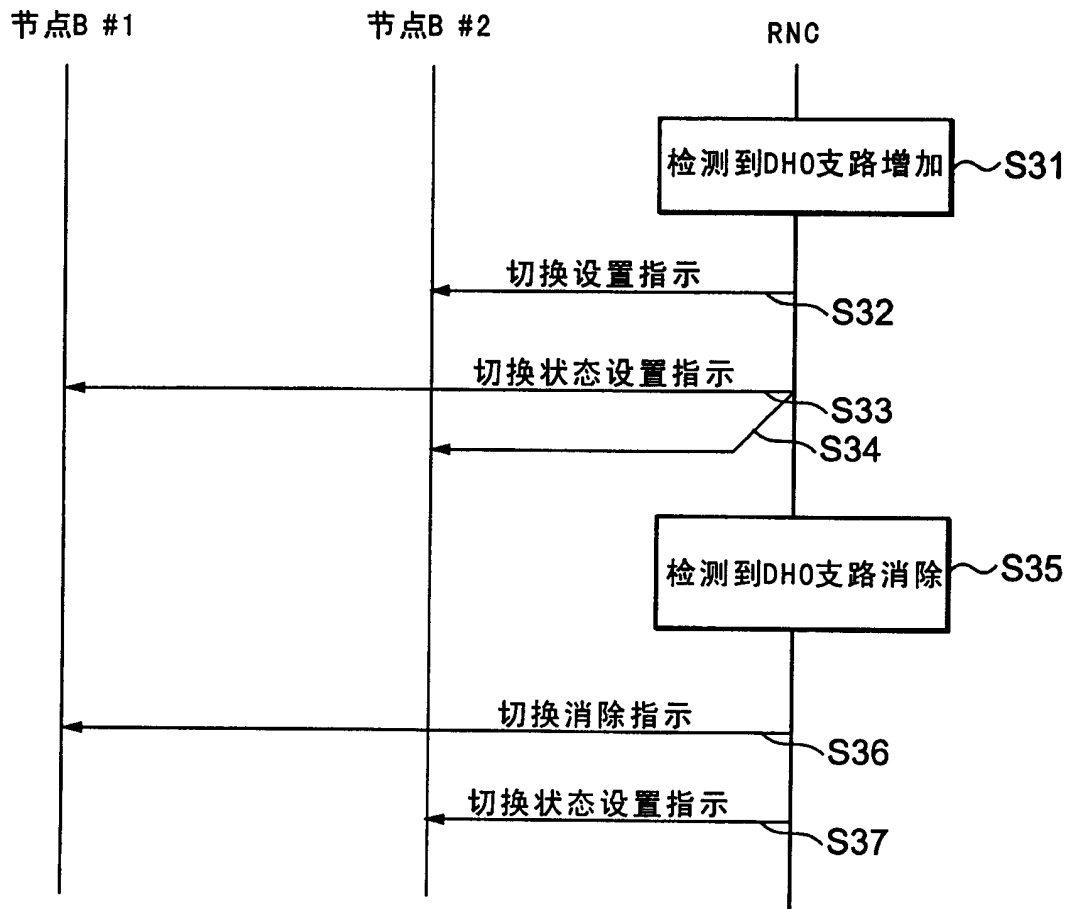 节点B #1
节点B #2
RNC
检测到DHO支路增加
S31
切换设置指示
S32
切换状态设置指示
S33
S34
检测到DHO支路消除
S35
切换消除指示
S36
切换状态设置指示
S37